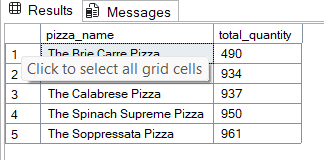 Results Messages
pizza_name total_quantity
1 The Brie Carre Pizza 490
2 934
Click to select all grid cells
3 The Calabrese Pizza 937
4 The Spinach Supreme Pizza 950
5 The Soppressata Pizza 961